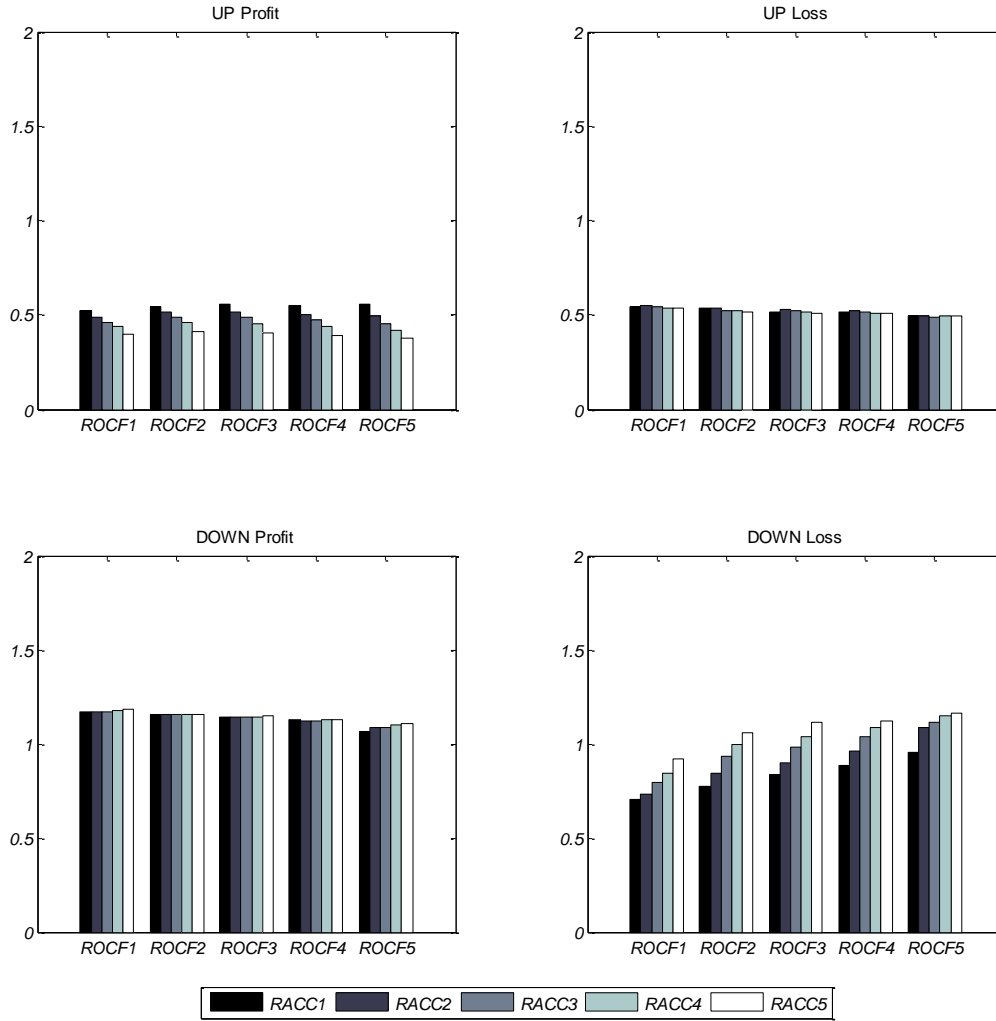 UP Profit
2
1.5
1
0.5
0
ROCF1 ROCF2 ROCF3 ROCF4 ROCF5
UP Loss
2
1.5
1
0.5
0
ROCF1 ROCF2 ROCF3 ROCF4 ROCF5
DOWN Profit
2
1.5
1
0.5
0
ROCF1 ROCF2 ROCF3 ROCF4 ROCF5
DOWN Loss
2
1.5
1
0.5
0
ROCF1 ROCF2 ROCF3 ROCF4 ROCF5
RACC1 RACC2 RACC3 RACC4 RACC5